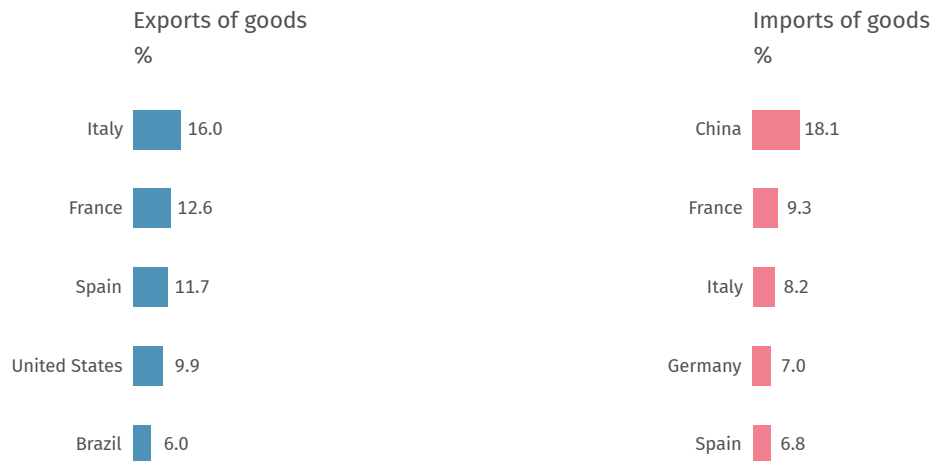 Exports of goods
%
Italy 16.0
France 12.6
Spain 11.7
United States 9.9
Brazil 6.0
Imports of goods
%
China 18.1
France 9.3
Italy 8.2
Germany 7.0
Spain 6.8